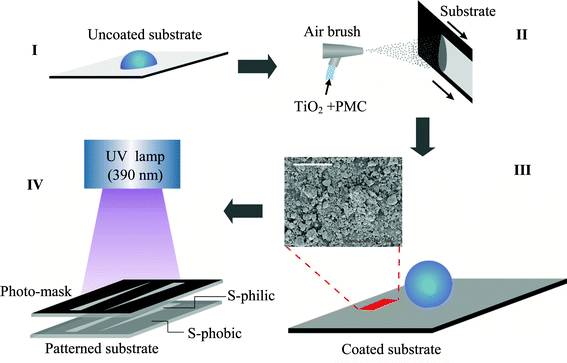 I
Uncoated substrate
Air brush
TiO₂ +PMC
Substrate
II
UV lamp
(390 nm)
IV
Photo-mask
S-philic
S-phobic
Patterned substrate
III
Coated substrate